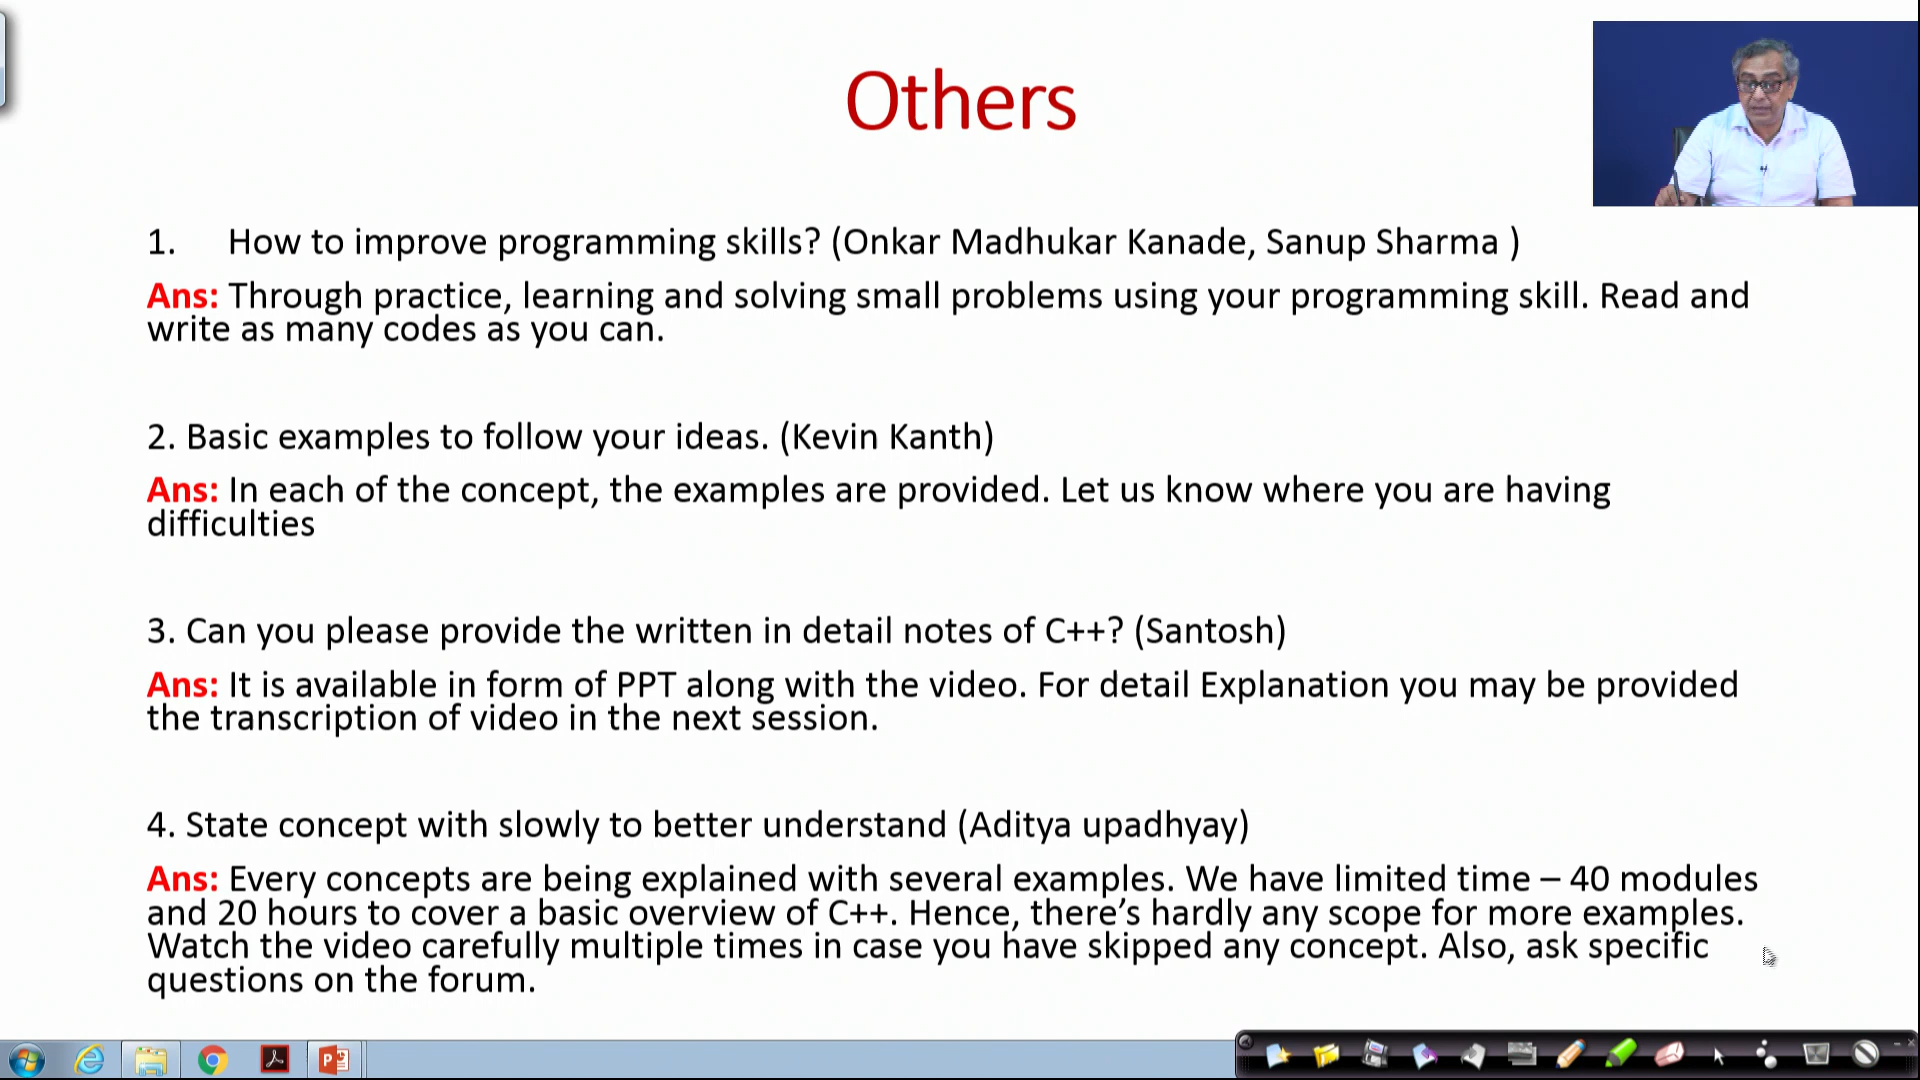 Others
1. How to improve programming skills? (Onkar Madhukar Kanade, Sanup Sharma )
Ans: Through practice, learning and solving small problems using your programming skill. Read and
write as many codes as you can.
2. Basic examples to follow your ideas. (Kevin Kanth)
Ans: In each of the concept, the examples are provided. Let us know where you are having
difficulties
3. Can you please provide the written in detail notes of C++? (Santosh)
Ans: It is available in form of PPT along with the video. For detail Explanation you may be provided
the transcription of video in the next session.
4. State concept with slowly to better understand (Aditya upadhyay)
Ans: Every concepts are being explained with several examples. We have limited time – 40 modules
and 20 hours to cover a basic overview of C++. Hence, there’s hardly any scope for more examples.
Watch the video carefully multiple times in case you have skipped any concept. Also, ask specific
questions on the forum.